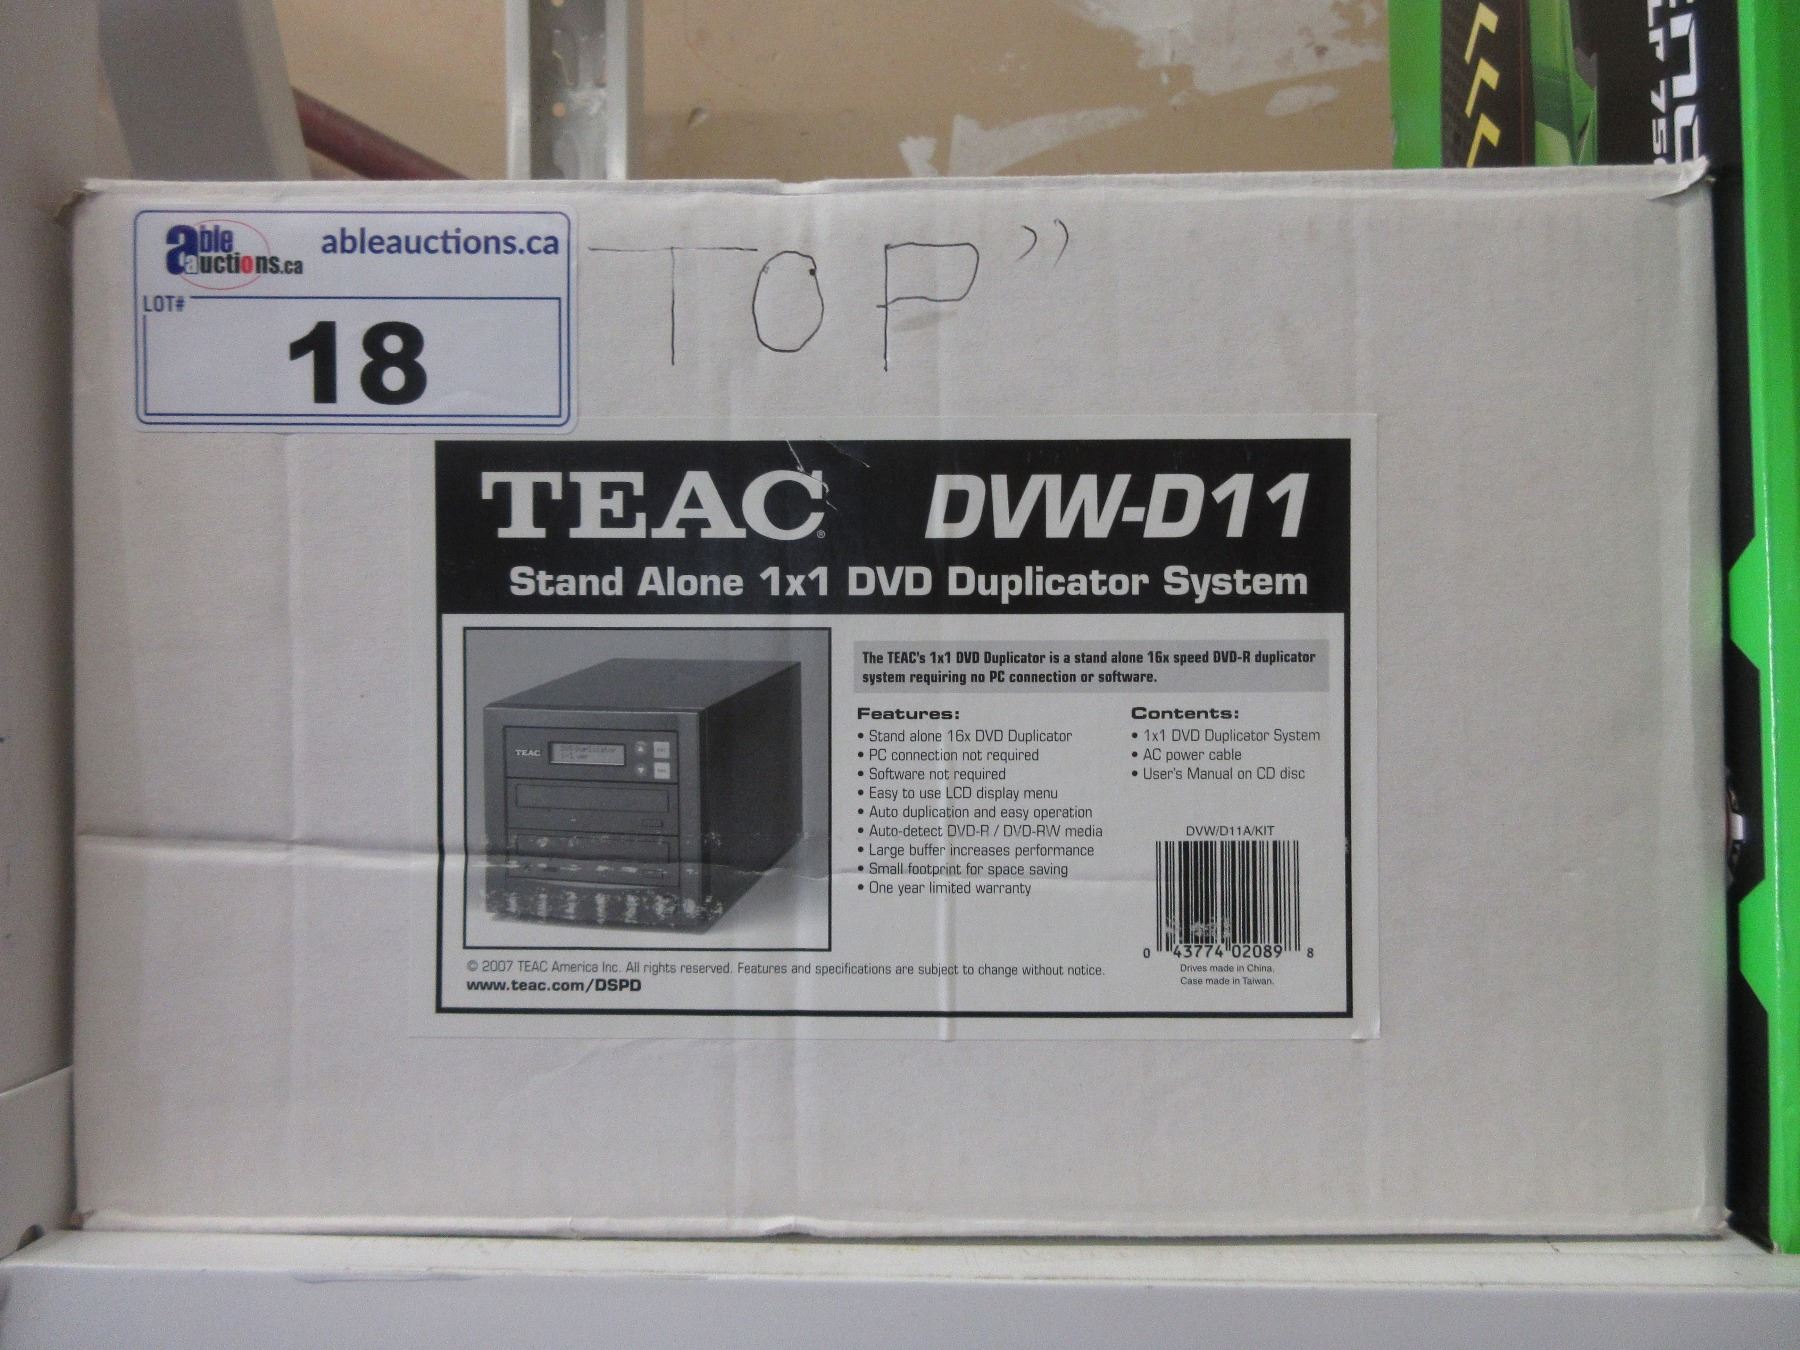 able auctions.ca
ableauctions.ca
LOT#
18
TOP"
TEAC® DVW-D11
Stand Alone 1x1 DVD Duplicator System
TEAC
The TEAC's 1x1 DVD Duplicator is a stand alone 16x speed DVD-R duplicator
system requiring no PC connection or software.
Features:
• Stand alone 16x DVD Duplicator
• PC connection not required
• Software not required
• Easy to use LCD display menu
• Auto duplication and easy operation
• Auto-detect DVD-R / DVD-RW media
• Large buffer increases performance
• Small footprint for space saving
• One year limited warranty
Contents:
• 1x1 DVD Duplicator System
• AC power cable
• User's Manual on CD disc
DVW/D11A/KIT
0 43774 02089 8
Drives made in China.
Case made in Taiwan.
© 2007 TEAC America Inc. All rights reserved. Features and specifications are subject to change without notice.
www.teac.com/DSPD